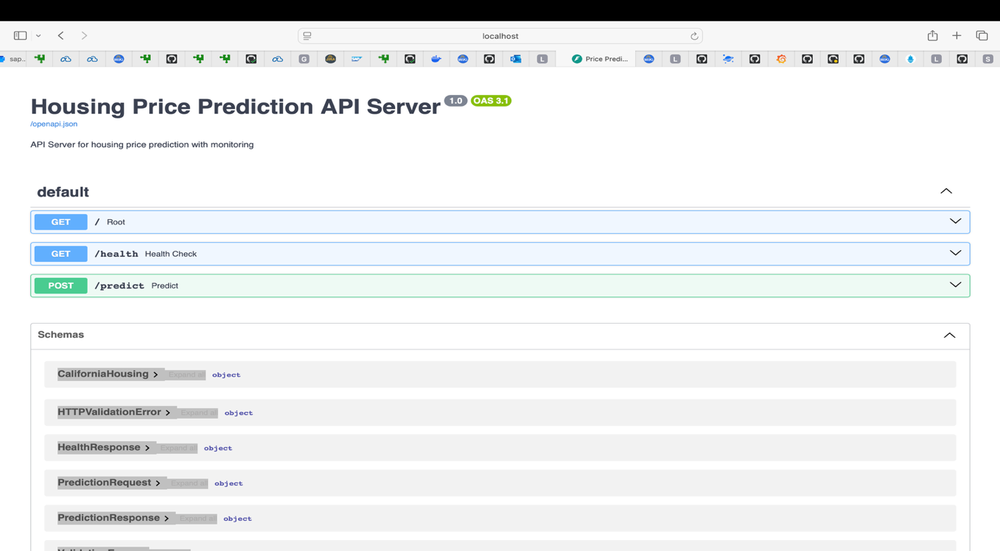 localhost
sap...
G
L
Price Predi...
L
L
S
Housing Price Prediction API Server 1.0 OAS 3.1
/openapi.json
API Server for housing price prediction with monitoring
default
GET / Root
GET /health Health Check
POST /predict Predict
Schemas
CaliforniaHousing > Expand all object
HTTPValidationError > Expand all object
HealthResponse > Expand all object
PredictionRequest > Expand all object
PredictionResponse > Expand all object